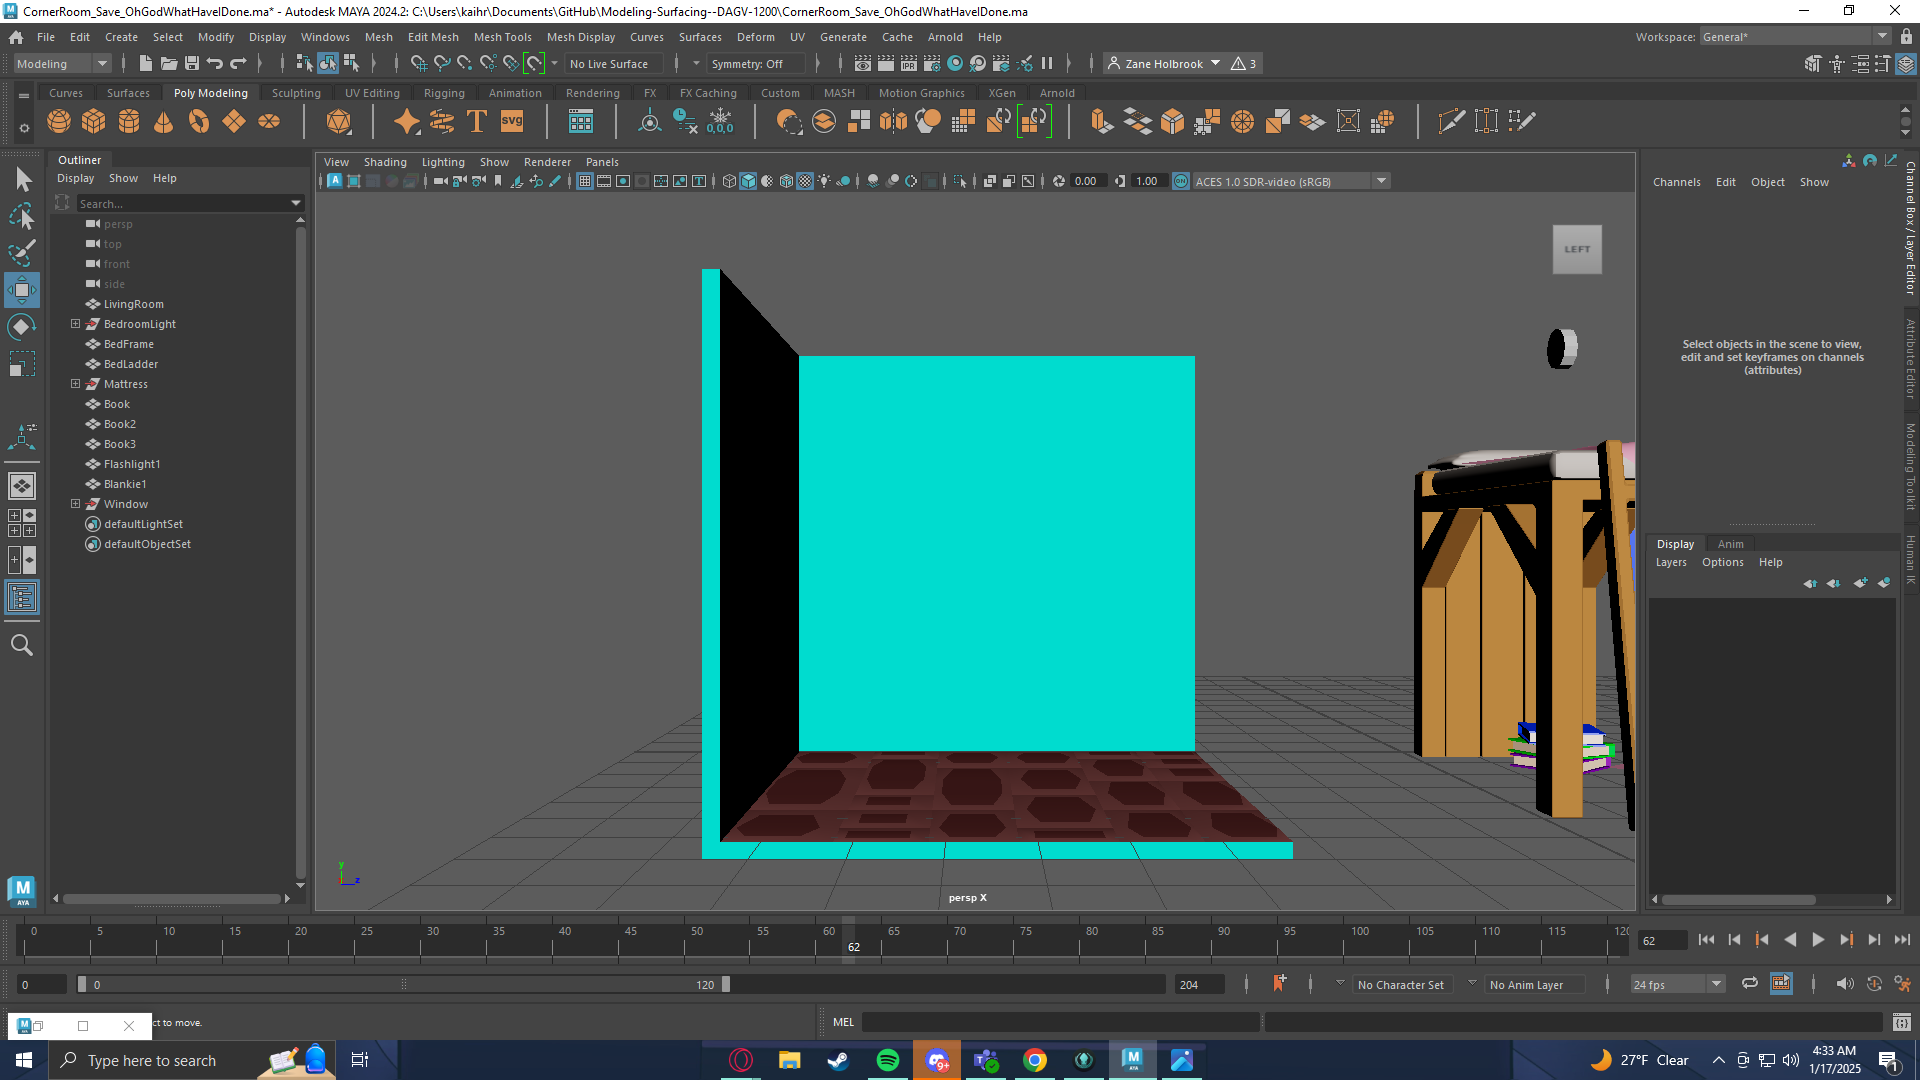 CornerRoom_Save_OhGodWhatHaveIDone.ma* - Autodesk MAYA 2024.2: C:\Users\kaihr\Documents\GitHub\Modeling-Surfacing--DAGV-1200\CornerRoom_Save_OhGodWhatHaveIDone.ma
File Edit Create Select Modify Display Windows Mesh Edit Mesh Mesh Tools Mesh Display Curves Surfaces Deform UV Generate Cache Arnold Help
Workspace: General*
Modeling
No Live Surface
Symmetry: Off
IPR
Zane Holbrook
3
Curves Surfaces Poly Modeling Sculpting UV Editing Rigging Animation Rendering FX FX Caching Custom MASH Motion Graphics XGen Arnold
T
svg
0,0,0
Outliner
Display Show Help
Search...
persp
top
front
side
LivingRoom
BedroomLight
BedFrame
BedLadder
Mattress
Book
Book2
Book3
Flashlight1
Blankie1
Window
defaultLightSet
defaultObjectSet
View Shading Lighting Show Renderer Panels
0.00
1.00
ON
ACES 1.0 SDR-video (sRGB)
LEFT
y
z
persp X
Channels Edit Object Show
Select objects in the scene to view,
edit and set keyframes on channels
(attributes)
Channel Box / Layer Editor
Attribute Editor
Modeling Toolkit
Human IK
Display Anim
Layers Options Help
M
AYA
0 5 10 15 20 25 30 35 40 45 50 55 60 65 70 75 80 85 90 95 100 105 110 115 120
62
62
0
0
120
204
No Character Set
No Anim Layer
24 fps
ct to move.
MEL
Type here to search
9+
M
AYA
27°F Clear
4:33 AM
1/17/2025
1